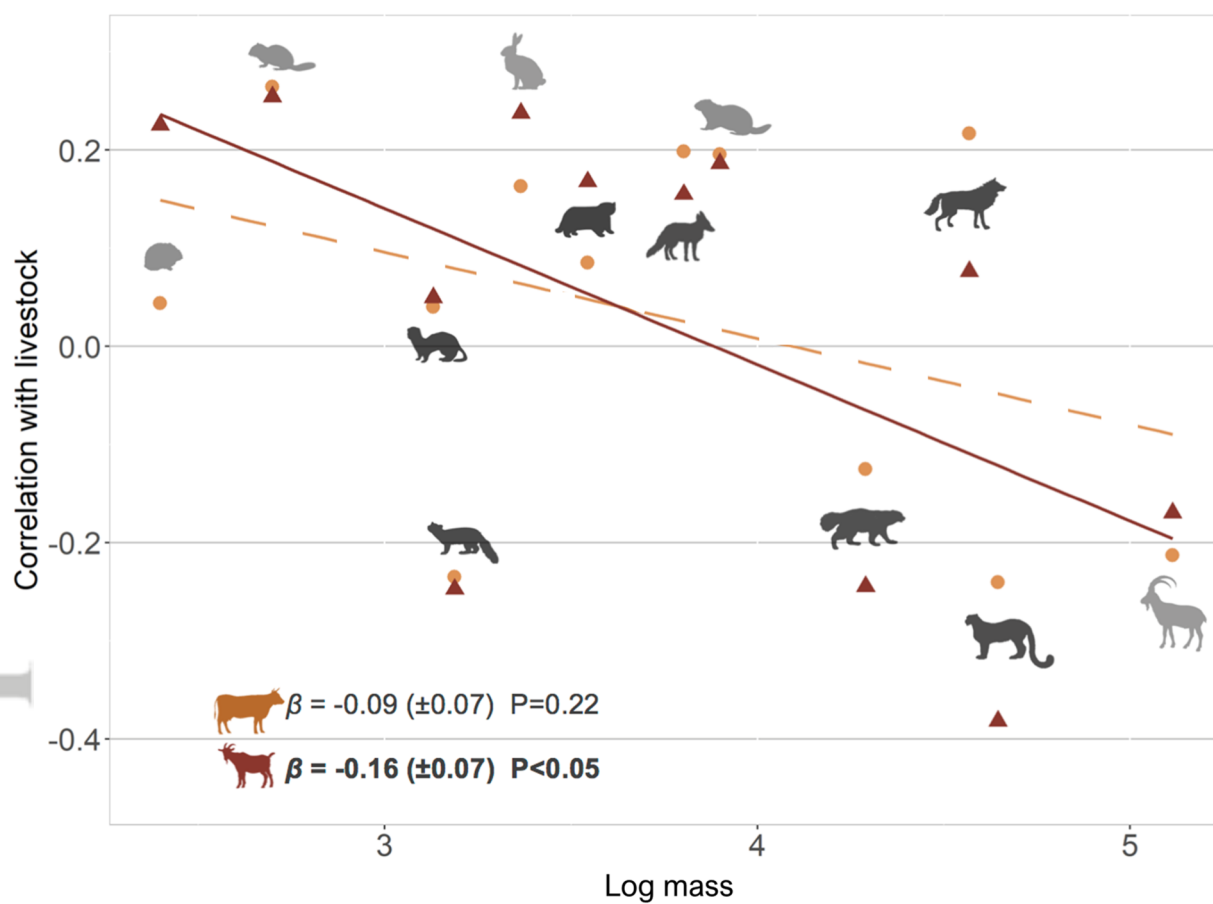 Correlation with livestock
0.2
0.0
-0.2
-0.4
β = -0.09 (±0.07) P=0.22
β = -0.16 (±0.07) P<0.05
3 4 5
Log mass